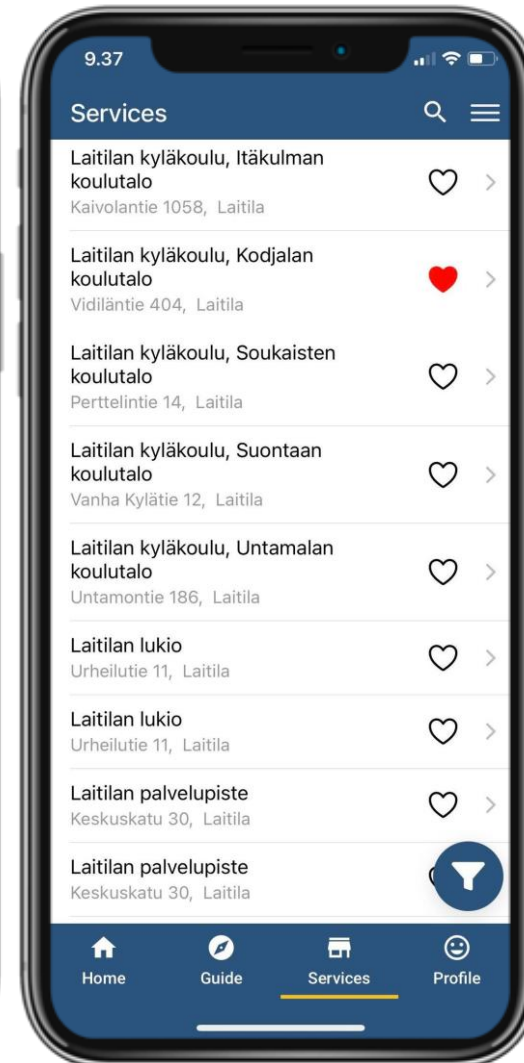 9.37
Services
Laitilan kyläkoulu, Itäkulman
koulutalo
Kaivolantie 1058, Laitila
Laitilan kyläkoulu, Kodjalan
koulutalo
Vidiläntie 404, Laitila
Laitilan kyläkoulu, Soukaisten
koulutalo
Perttelintie 14, Laitila
Laitilan kyläkoulu, Suontaan
koulutalo
Vanha Kylätie 12, Laitila
Laitilan kyläkoulu, Untamalan
koulutalo
Untamontie 186, Laitila
Laitilan lukio
Urheilutie 11, Laitila
Laitilan lukio
Urheilutie 11, Laitila
Laitilan palvelupiste
Keskuskatu 30, Laitila
Laitilan palvelupiste
Keskuskatu 30, Laitila
Home Guide Services Profile